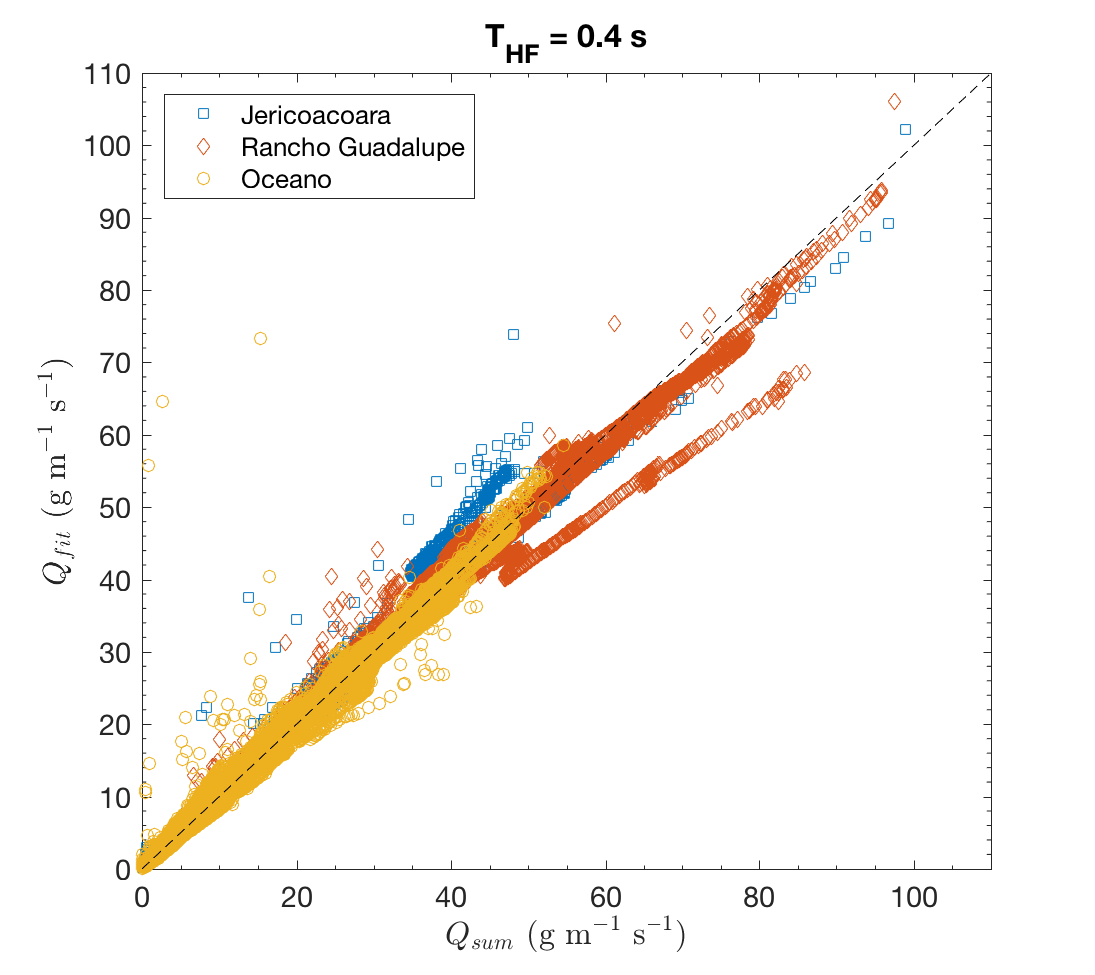 T_HF = 0.4 s
110
100
90
80
70
60
50
40
30
20
10
0
Jericoacoara
Rancho Guadalupe
Oceano
Q_fit (g m^−1 s^−1)
0 20 40 60 80 100
Q_sum (g m^−1 s^−1)